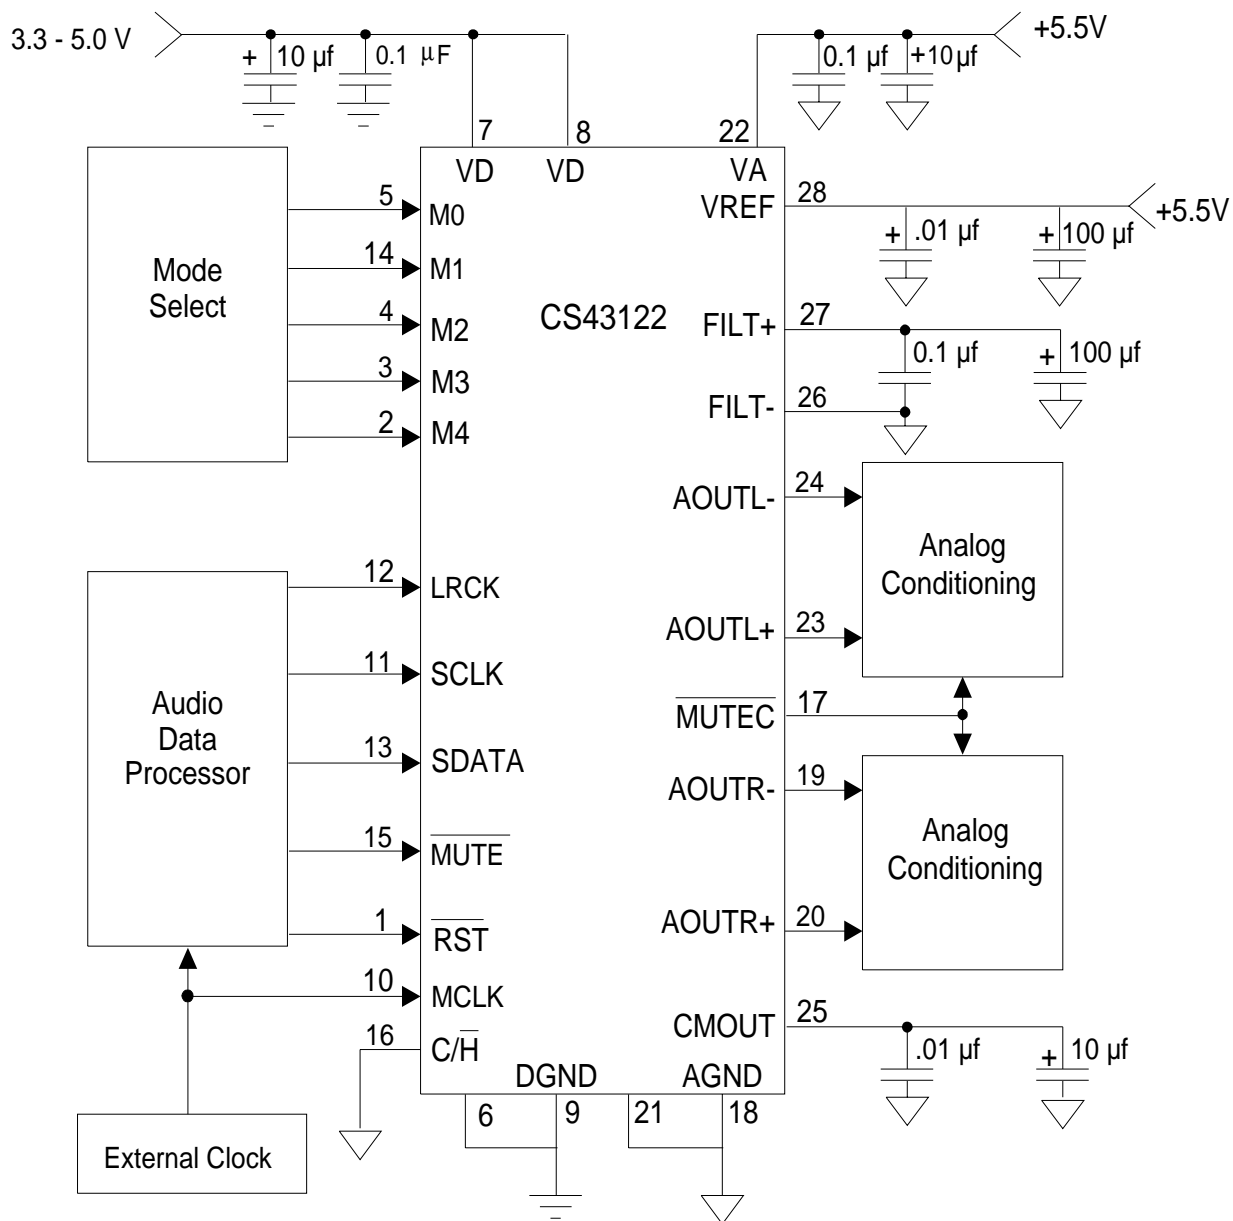 3.3 - 5.0 V
+ 10 µf
0.1 µF
0.1 µf
+10 µf
+5.5V
7
8
22
VD
VD
VA
VREF
28
+5.5V
+ .01 µf
+ 100 µf
Mode
Select
5
M0
14
M1
4
M2
3
M3
2
M4
CS43122
FILT+
27
0.1 µf
+ 100 µf
FILT-
26
AOUTL-
24
Analog
Conditioning
AOUTL+
23
MUTEC
17
AOUTR-
19
Analog
Conditioning
AOUTR+
20
CMOUT
25
.01 µf
+ 10 µf
Audio
Data
Processor
12
LRCK
11
SCLK
13
SDATA
15
MUTE
1
RST
10
MCLK
16
C/H
DGND
AGND
6
9
21
18
External Clock